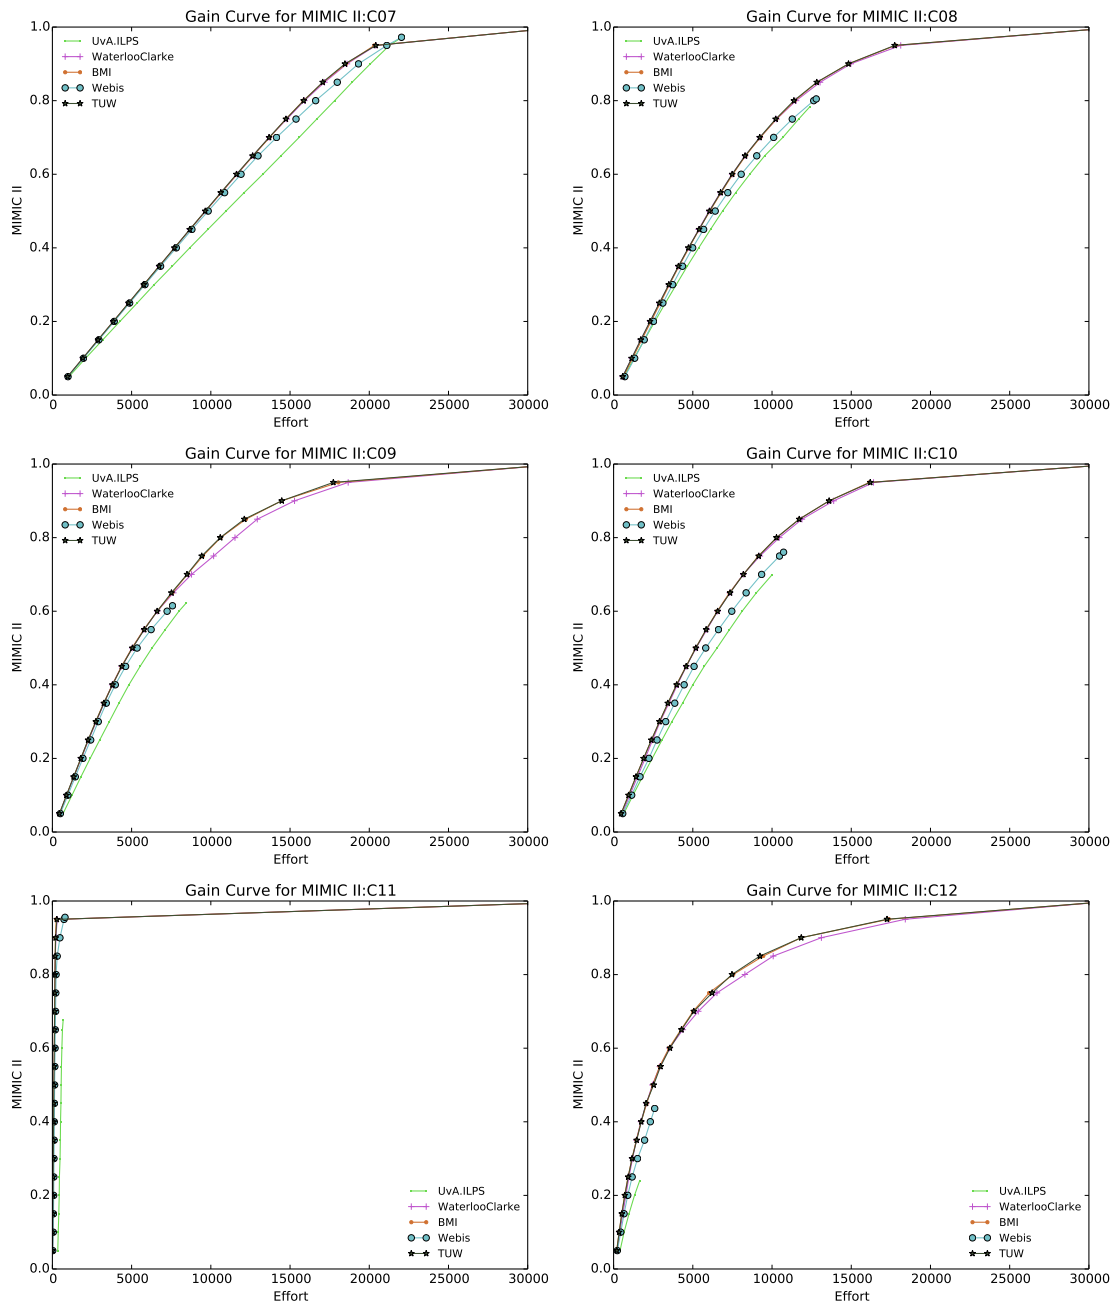 Gain Curve for MIMIC II:C07
1.0
0.8
0.6
0.4
0.2
0.0
MIMIC II
UvA.ILPS
WaterlooClarke
BMI
Webis
TUW
0 5000 10000 15000 20000 25000 30000
Effort
Gain Curve for MIMIC II:C08
1.0
0.8
0.6
0.4
0.2
0.0
MIMIC II
UvA.ILPS
WaterlooClarke
BMI
Webis
TUW
0 5000 10000 15000 20000 25000 30000
Effort
Gain Curve for MIMIC II:C09
1.0
0.8
0.6
0.4
0.2
0.0
MIMIC II
UvA.ILPS
WaterlooClarke
BMI
Webis
TUW
0 5000 10000 15000 20000 25000 30000
Effort
Gain Curve for MIMIC II:C10
1.0
0.8
0.6
0.4
0.2
0.0
MIMIC II
UvA.ILPS
WaterlooClarke
BMI
Webis
TUW
0 5000 10000 15000 20000 25000 30000
Effort
Gain Curve for MIMIC II:C11
1.0
0.8
0.6
0.4
0.2
0.0
MIMIC II
UvA.ILPS
WaterlooClarke
BMI
Webis
TUW
0 5000 10000 15000 20000 25000 30000
Effort
Gain Curve for MIMIC II:C12
1.0
0.8
0.6
0.4
0.2
0.0
MIMIC II
UvA.ILPS
WaterlooClarke
BMI
Webis
TUW
0 5000 10000 15000 20000 25000 30000
Effort